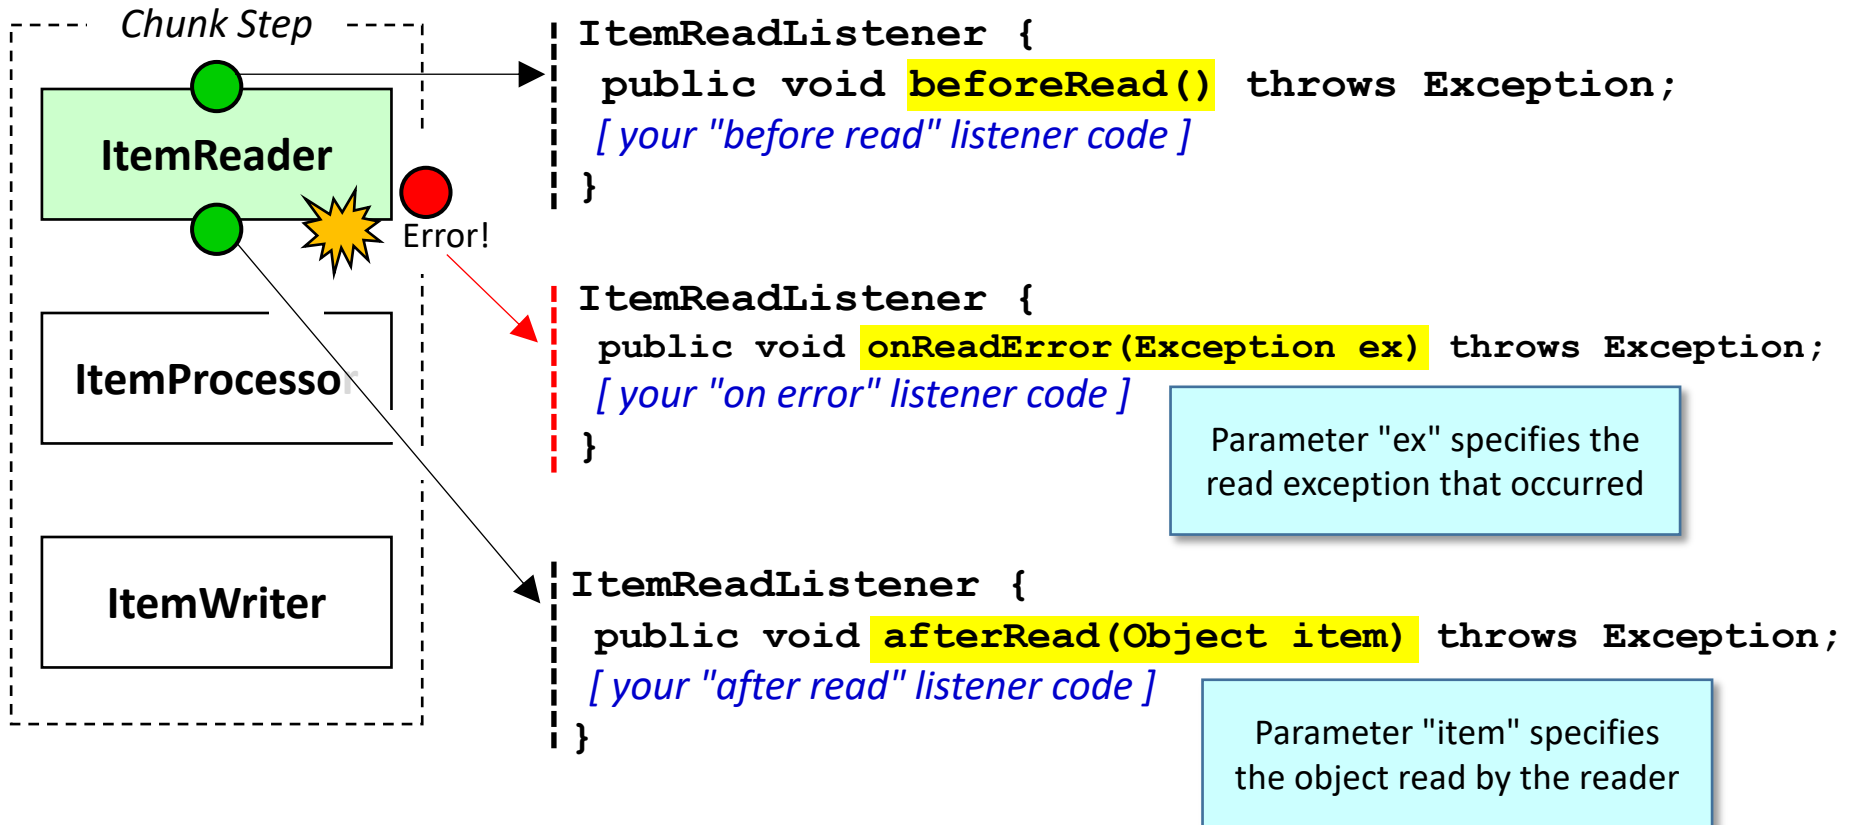 Chunk Step
ItemReader
Error!
ItemProcessor
ItemWriter
ItemReadListener {
public void beforeRead() throws Exception;
[ your "before read" listener code ]
}
ItemReadListener {
public void onReadError(Exception ex) throws Exception;
[ your "on error" listener code ]
}
Parameter "ex" specifies the
read exception that occurred
ItemReadListener {
public void afterRead(Object item) throws Exception;
[ your "after read" listener code ]
}
Parameter "item" specifies
the object read by the reader